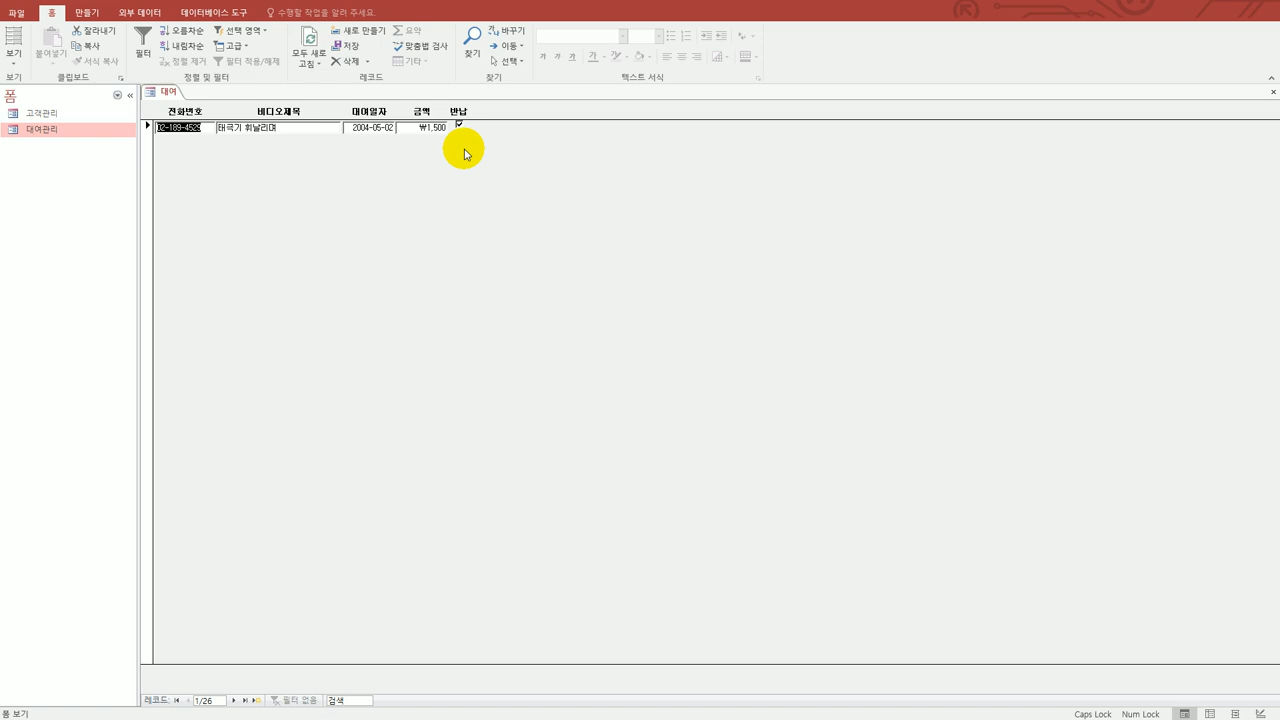 파일 홈 만들기 외부 데이터 데이터베이스 도구 수행할 작업을 알려 주세요.
보기
보기
붙여넣기
잘라내기
복사
서식 복사
클립보드
필터
오름차순
내림차순
정렬 제거
선택 영역
고급
필터 적용/해제
정렬 및 필터
모두 새로
고침
새로 만들기
저장
삭제
요약
맞춤법 검사
기타
레코드
찾기
바꾸기
이동
선택
찾기
가 가 가
텍스트 서식
폼
고객관리
대여관리
대여
전화번호 비디오제목 대여일자 금액 반납
02-189-4529 태극기 휘날리며 2004-05-02 ₩1,500
레코드: 1/26 필터 없음 검색
폼 보기 Caps Lock Num Lock